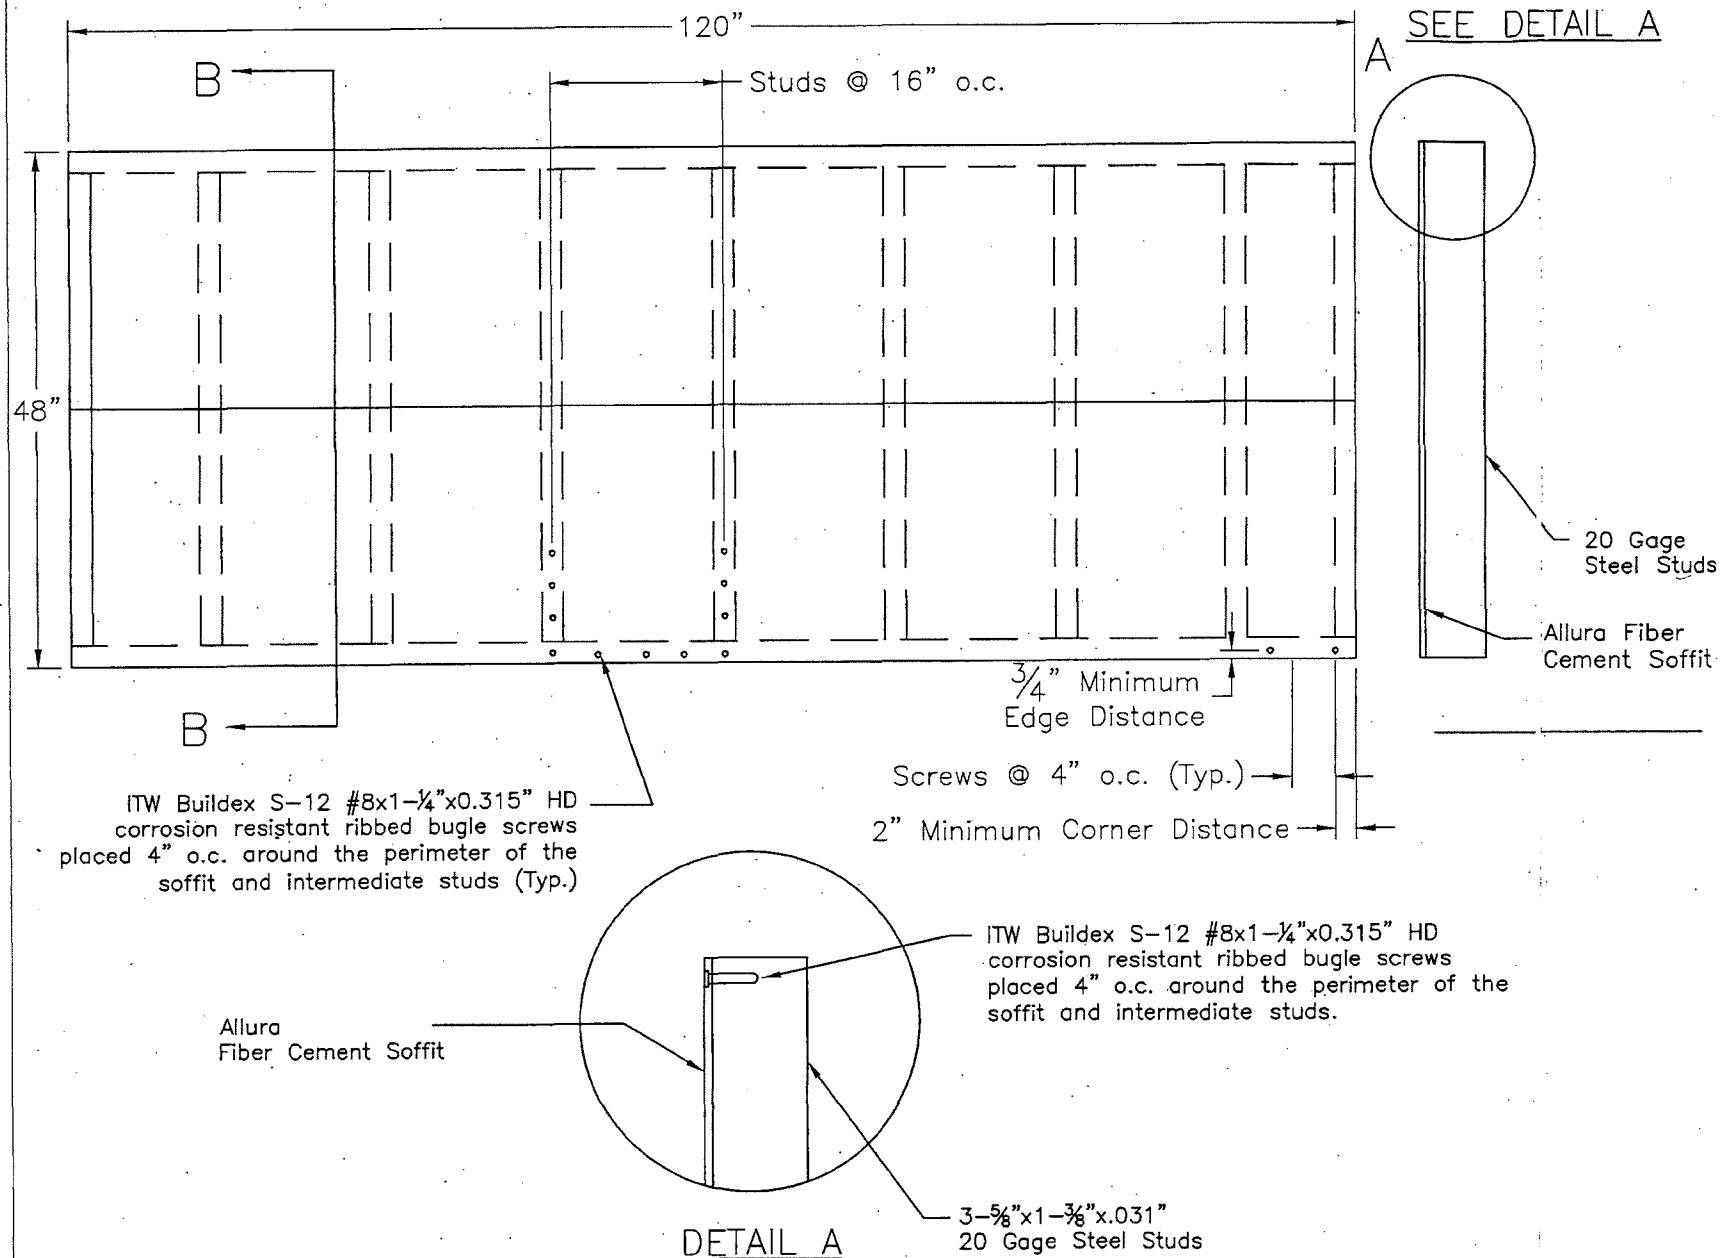 120”
SEE DETAIL A
A
B
Studs @ 16” o.c.
48”
20 Gage
Steel Studs
Allura Fiber
Cement Soffit
3/4” Minimum
Edge Distance
B
Screws @ 4” o.c. (Typ.)
2” Minimum Corner Distance
ITW Buildex S-12 #8x1-1/4”x0.315” HD
corrosion resistant ribbed bugle screws
placed 4” o.c. around the perimeter of the
soffit and intermediate studs (Typ.)
ITW Buildex S-12 #8x1-1/4”x0.315” HD
corrosion resistant ribbed bugle screws
placed 4” o.c. around the perimeter of the
soffit and intermediate studs.
Allura
Fiber Cement Soffit
3-5/8”x1-3/8”x.031”
20 Gage Steel Studs
DETAIL A